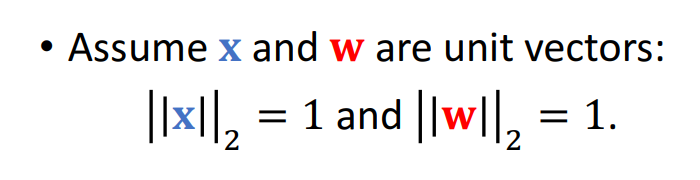 • Assume x and w are unit vectors:
||x||₂ = 1 and ||w||₂ = 1.